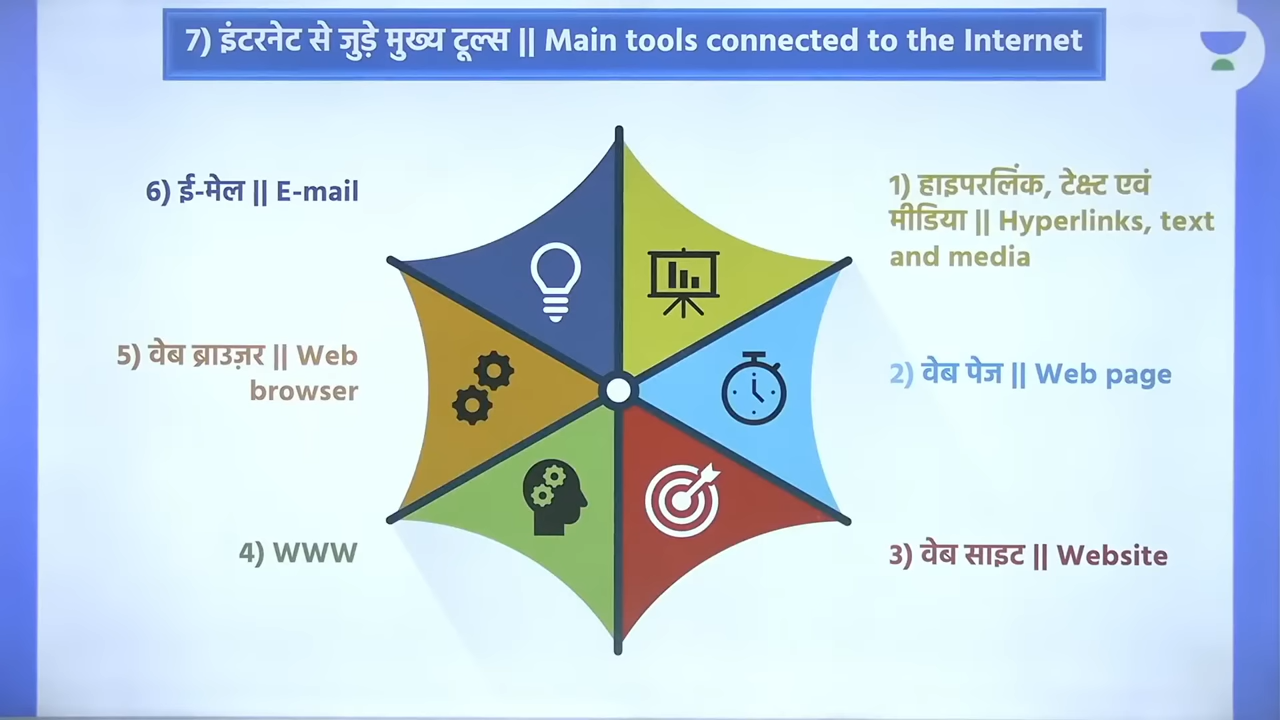 7) इंटरनेट से जुड़े मुख्य टूल्स || Main tools connected to the Internet
1) हाइपरलिंक, टेक्ष्ट एवं
मीडिया || Hyperlinks, text
and media
2) वेब पेज || Web page
3) वेब साइट || Website
4) WWW
5) वेब ब्राउज़र || Web
browser
6) ई-मेल || E-mail